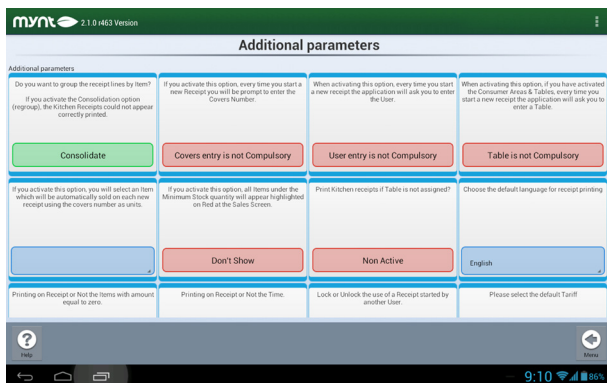 mynt 2.1.0 r463 Version
Additional parameters
Additional parameters
Do you want to group the receipt lines by Item?
If you activate the Consolidation option
(regroup), the Kitchen Receipts could not appear
correctly printed.
Consolidate
If you activate this option, every time you start a
new Receipt you will be prompt to enter the
Covers Number.
Covers entry is not Compulsory
When activating this option, every time you start
a new receipt the application will ask you to enter
the User.
User entry is not Compulsory
When activating this option, if you have activated
the Consumer Areas & Tables, every time you
start a new receipt the application will ask you to
enter a Table.
Table is not Compulsory
If you activate this option, you will select an Item
which will be automatically sold on each new
receipt using the covers number as units.
If you activate this option, all Items under the
Minimum Stock quantity will appear highlighted
on Red at the Sales Screen.
Don't Show
Print Kitchen receipts if Table is not assigned?
Non Active
Choose the default language for receipt printing
English
Printing on Receipt or Not the Items with amount
equal to zero.
Printing on Receipt or Not the Time.
Lock or Unlock the use of a Receipt started by
another User.
Please select the default Tariff
Help
Menu
9:10 86%